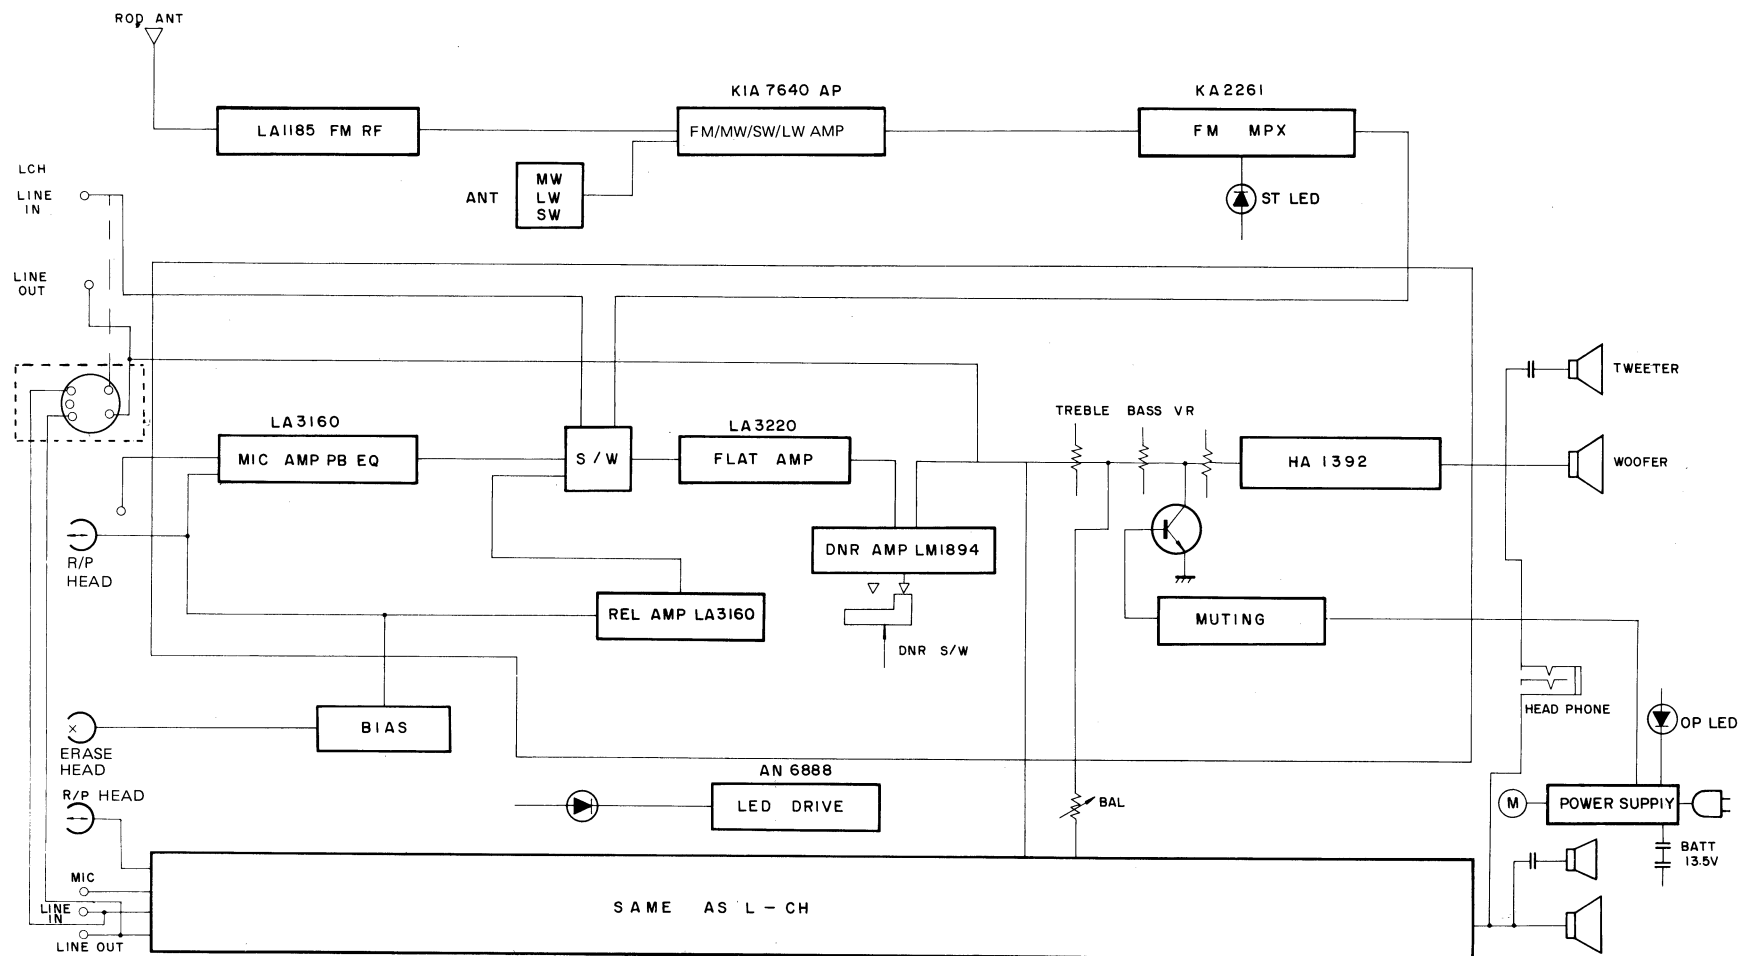 ROD ANT
KIA 7640 AP
KA2261
LA1185 FM RF
FM/MW/SW/LW AMP
FM MPX
LCH
LINE
IN
ANT
MW
LW
SW
ST LED
LINE
OUT
TWEETER
TREBLE BASS VR
LA3160
LA3220
MIC AMP PB EQ
S/W
FLAT AMP
HA 1392
WOOFER
R/P
HEAD
DNR AMP LM1894
REL AMP LA3160
MUTING
DNR S/W
HEAD PHONE
OP LED
BIAS
ERASE
HEAD
AN 6888
R/P HEAD
LED DRIVE
BAL
M
POWER SUPPLY
BATT
13.5V
MIC
LINE
IN
SAME AS L-CH
LINE OUT